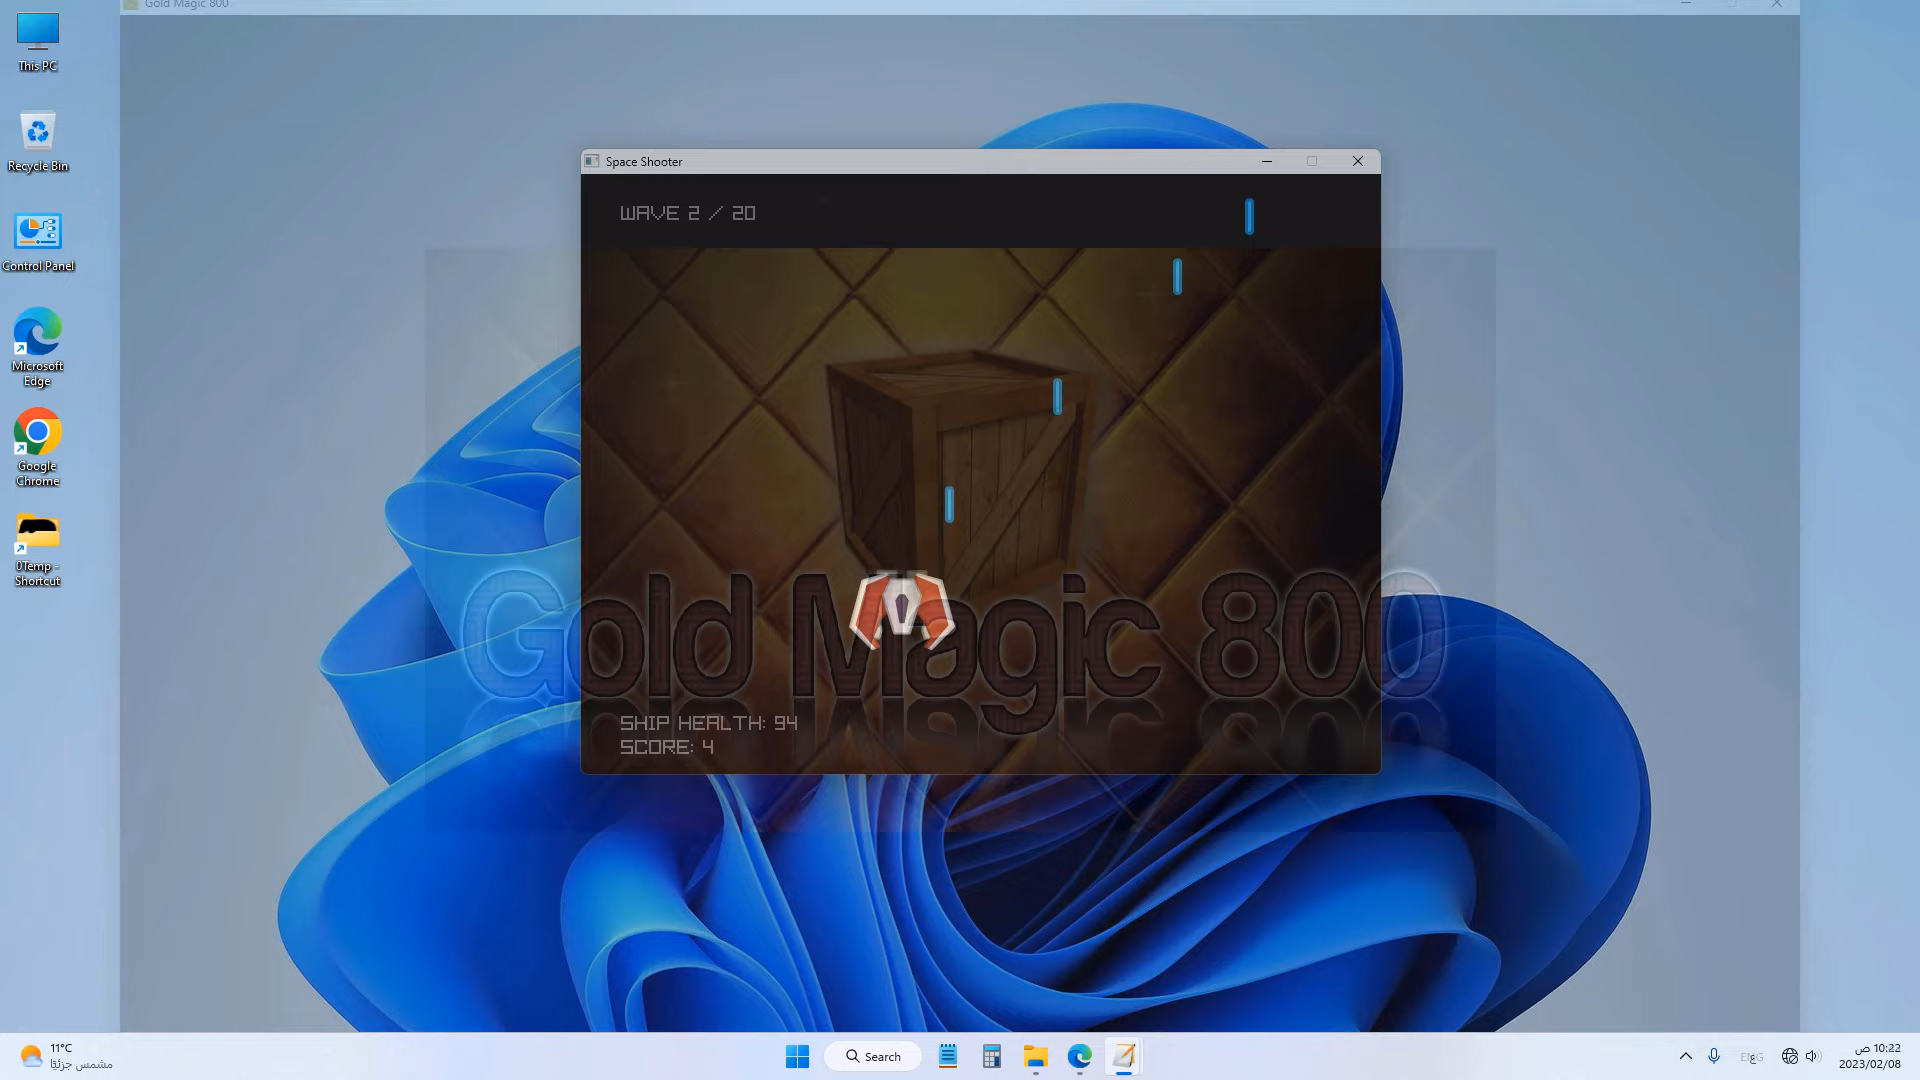 Gold Magic 800
This PC
Recycle Bin
Control Panel
Microsoft
Edge
Google
Chrome
0Temp -
Shortcut
Space Shooter
WAVE 2 / 20
Gold Magic 800
SHIP HEALTH: 94
SCORE: 4
11°C
مشمس جزئيًا
Search
10:22 ص
2023/02/08